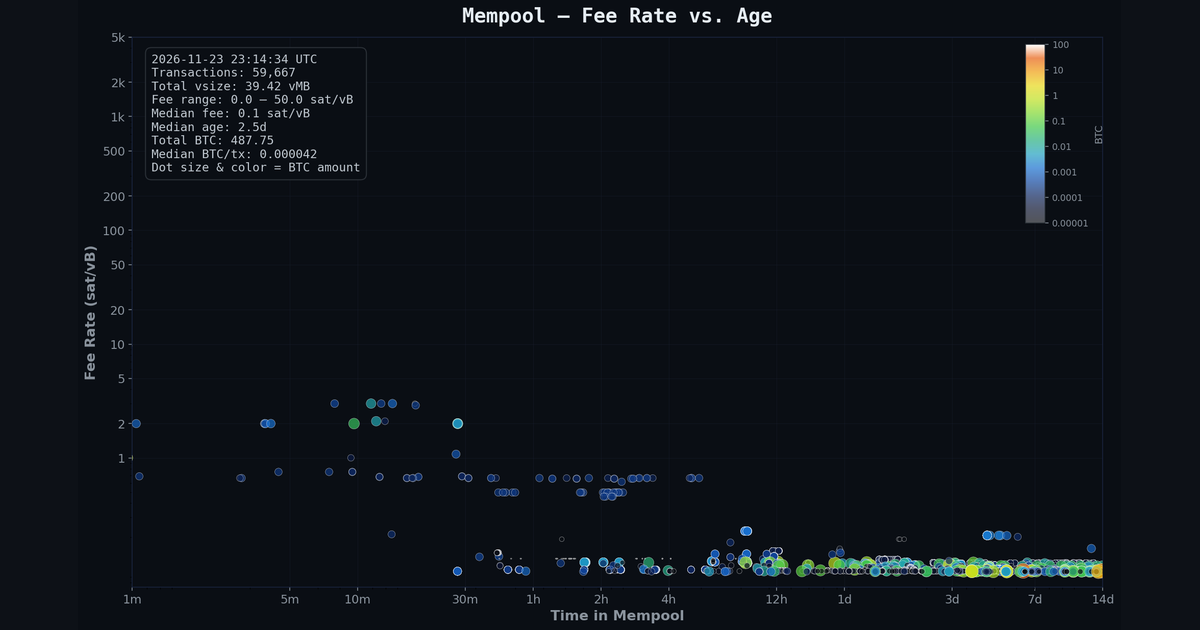 Mempool — Fee Rate vs. Age
2026-11-23 23:14:34 UTC
Transactions: 59,667
Total vsize: 39.42 vMB
Fee range: 0.0 – 50.0 sat/vB
Median fee: 0.1 sat/vB
Median age: 2.5d
Total BTC: 487.75
Median BTC/tx: 0.000042
Dot size & color = BTC amount
100
10
1
0.1
0.01
0.001
0.0001
0.00001
BTC
5k
2k
1k
500
200
100
50
20
10
5
2
1
Fee Rate (sat/vB)
1m 5m 10m 30m 1h 2h 4h 12h 1d 3d 7d 14d
Time in Mempool